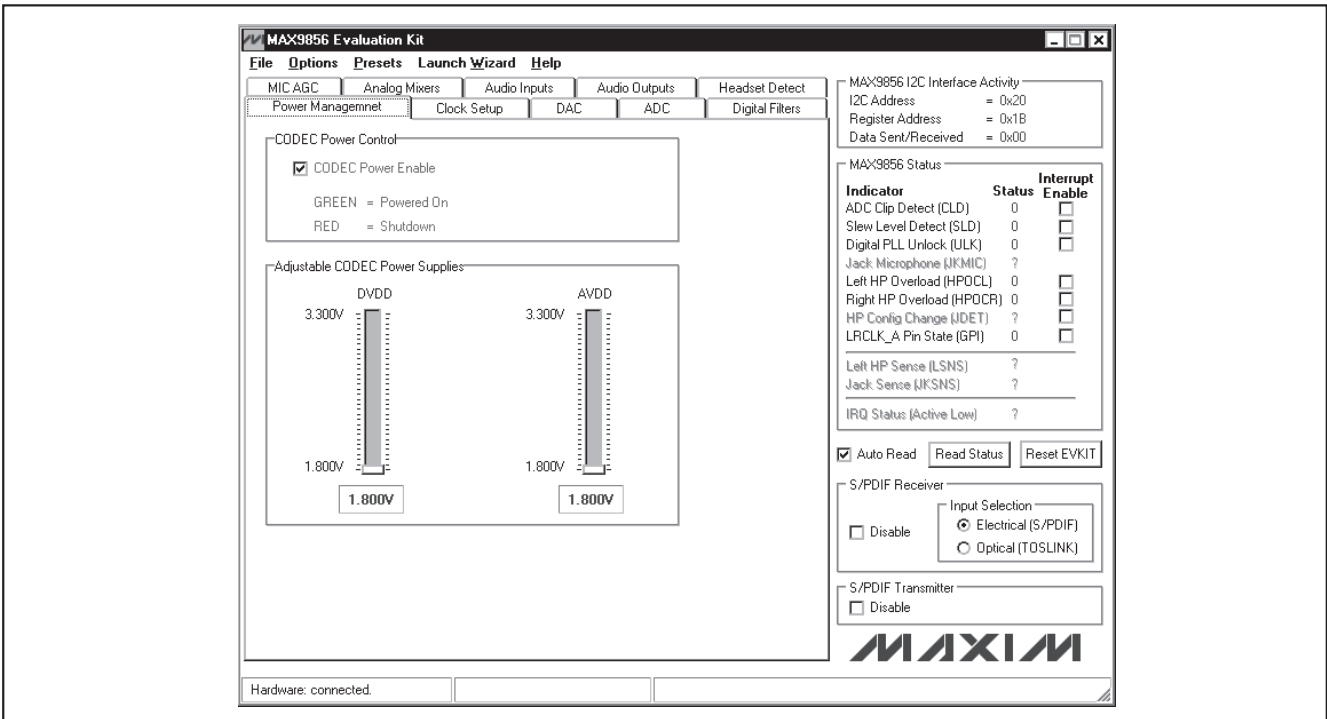 MAX9856 Evaluation Kit
File Options Presets Launch Wizard Help
MIC AGC Analog Mixers Audio Inputs Audio Outputs Headset Detect
Power Managemnet Clock Setup DAC ADC Digital Filters
CODEC Power Control
CODEC Power Enable
GREEN = Powered On
RED = Shutdown
Adjustable CODEC Power Supplies
DVDD AVDD
3.300V 3.300V
1.800V 1.800V
1.800V 1.800V
MAX9856 I2C Interface Activity
I2C Address = 0x20
Register Address = 0x1B
Data Sent/Received = 0x00
MAX9856 Status
Indicator Status Interrupt Enable
ADC Clip Detect (CLD) 0
Slew Level Detect (SLD) 0
Digital PLL Unlock (ULK) 0
Jack Microphone (JKMIC) ?
Left HP Overload (HPOCL) 0
Right HP Overload (HPOCR) 0
HP Config Change (JDET) ?
LRCLK_A Pin State (GPI) 0
Left HP Sense (LSNS) ?
Jack Sense (JKSNS) ?
IRQ Status (Active Low) ?
Auto Read Read Status Reset EVKIT
S/PDIF Receiver
Disable
Input Selection
Electrical (S/PDIF)
Optical (TOSLINK)
S/PDIF Transmitter
Disable
MAXIM
Hardware: connected.